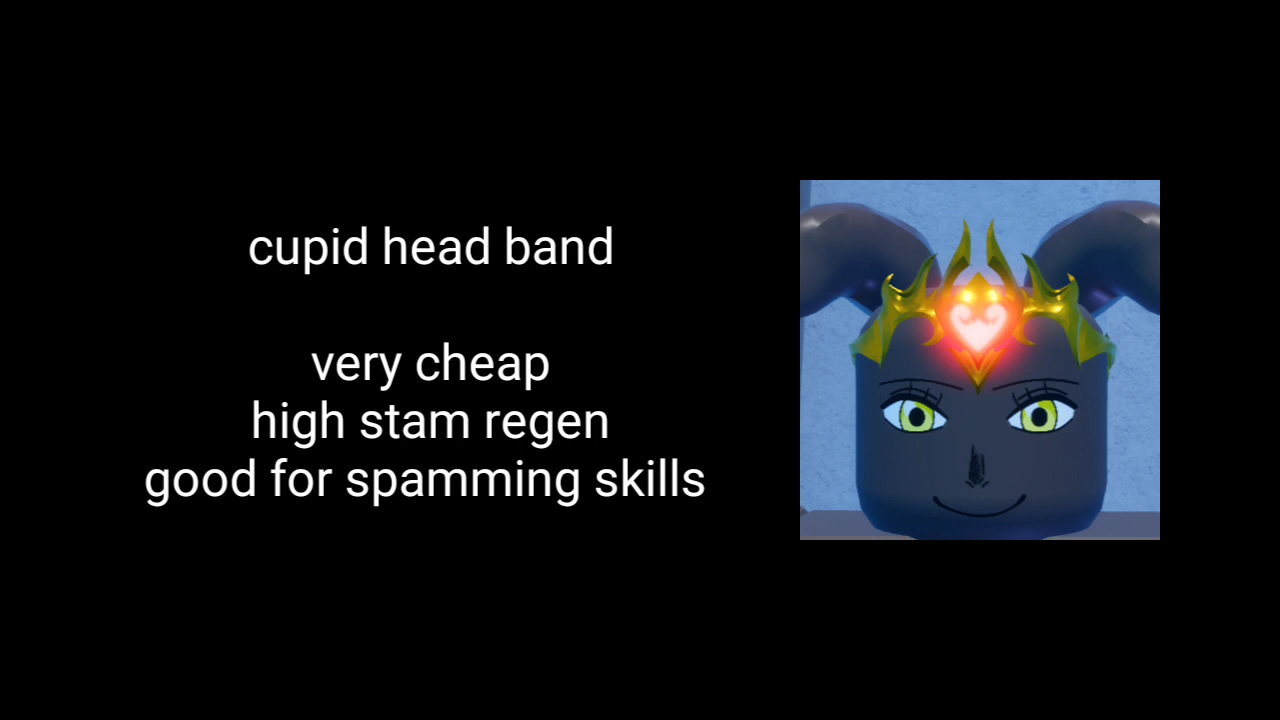 cupid head band
very cheap
high stam regen
good for spamming skills